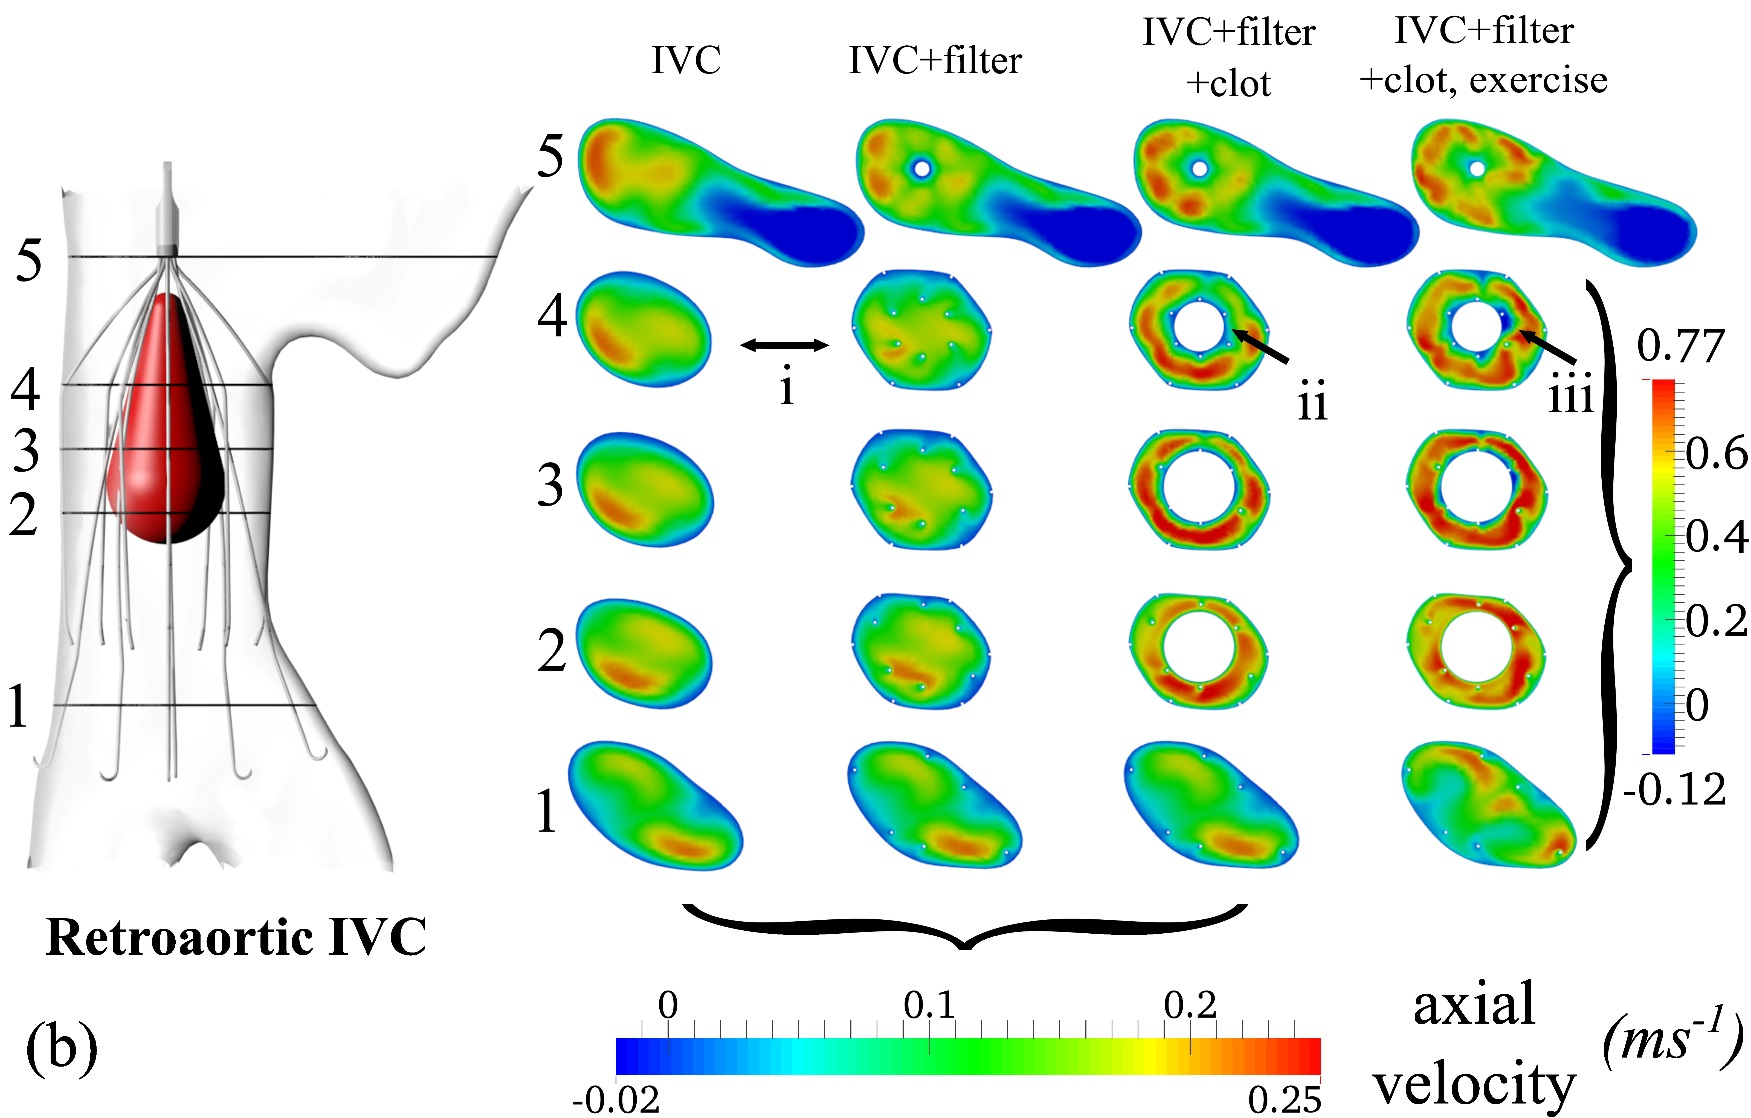 IVC
IVC+filter
IVC+filter
+clot
IVC+filter
+clot, exercise
5
4
3
2
1
5
4
3
2
1
i
ii
iii
0.77
0.6
0.4
0.2
0
-0.12
Retroaortic IVC
(b)
0 0.1 0.2
-0.02 0.25
axial
velocity
(ms⁻¹)